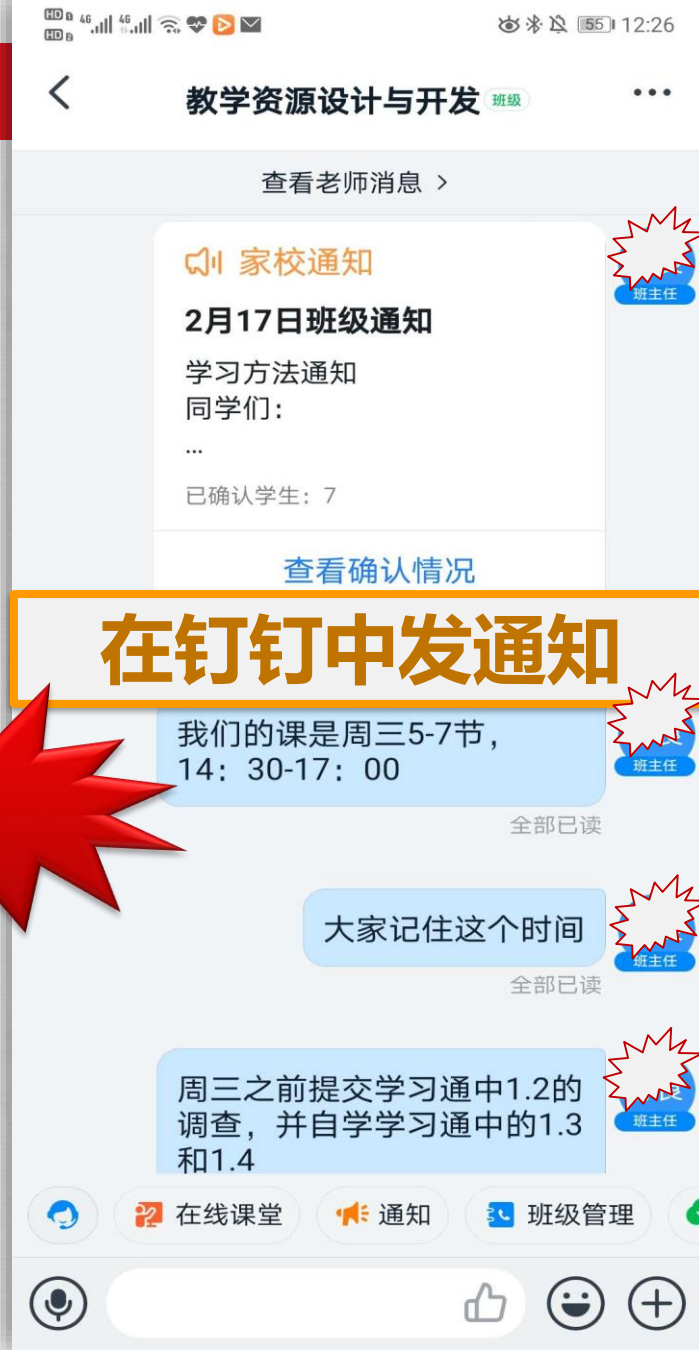 HD 46 46 55 12:26
HD
教学资源设计与开发 班级
查看老师消息 >
家校通知
班主任
2月17日班级通知
学习方法通知
同学们：
...
已确认学生：7
查看确认情况
在钉钉中发通知
我们的课是周三5-7节，
14：30-17：00
班主任
全部已读
大家记住这个时间
班主任
全部已读
周三之前提交学习通中1.2的
调查，并自学学习通中的1.3
和1.4
班主任
在线课堂 通知 班级管理